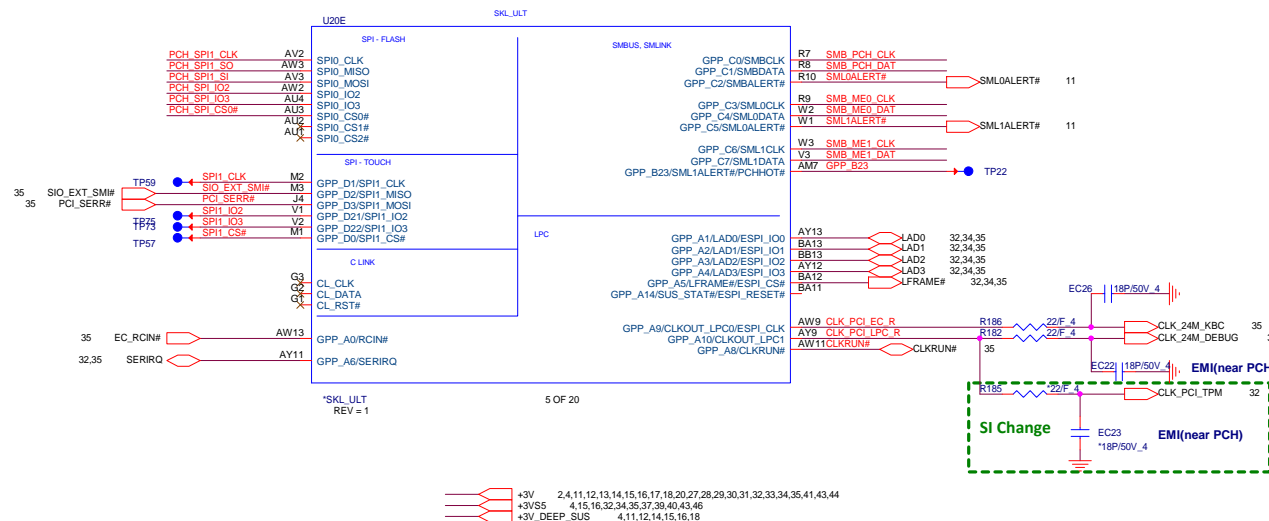 SKL_ULT
U20E
SPI - FLASH
SMBUS, SMLINK
PCH_SPI1_CLK AV2 SPI0_CLK
PCH_SPI1_SO AW3 SPI0_MISO
PCH_SPI1_SI AV3 SPI0_MOSI
PCH_SPI_IO2 AW2 SPI0_IO2
PCH_SPI_IO3 AU4 SPI0_IO3
PCH_SPI_CS0# AU3 SPI0_CS0#
AU2 SPI0_CS1#
AU1 SPI0_CS2#
GPP_C0/SMBCLK R7 SMB_PCH_CLK
GPP_C1/SMBDATA R8 SMB_PCH_DAT
GPP_C2/SMBALERT# R10 SML0ALERT# SML0ALERT# 11
GPP_C3/SML0CLK R9 SMB_ME0_CLK
GPP_C4/SML0DATA W2 SMB_ME0_DAT
GPP_C5/SML0ALERT# W1 SML1ALERT# SML1ALERT# 11
GPP_C6/SML1CLK W3 SMB_ME1_CLK
GPP_C7/SML1DATA V3 SMB_ME1_DAT
GPP_B23/SML1ALERT#/PCHHOT# AM7 GPP_B23 TP22
SPI - TOUCH
TP59 SPI1_CLK M2 GPP_D1/SPI1_CLK
35 SIO_EXT_SMI# SIO_EXT_SMI# M3 GPP_D2/SPI1_MISO
35 PCI_SERR# PCI_SERR# J4 GPP_D3/SPI1_MOSI
TP75 SPI1_IO2 V1 GPP_D21/SPI1_IO2
TP73 SPI1_IO3 V2 GPP_D22/SPI1_IO3
TP57 SPI1_CS# M1 GPP_D0/SPI1_CS#
LPC
GPP_A1/LAD0/ESPI_IO0 AY13 LAD0 32,34,35
GPP_A2/LAD1/ESPI_IO1 BA13 LAD1 32,34,35
GPP_A3/LAD2/ESPI_IO2 BB13 LAD2 32,34,35
GPP_A4/LAD3/ESPI_IO3 AY12 LAD3 32,34,35
GPP_A5/LFRAME#/ESPI_CS# BA12 LFRAME# 32,34,35
GPP_A14/SUS_STAT#/ESPI_RESET# BA11
C LINK
G3 CL_CLK
G2 CL_DATA
G1 CL_RST#
EC26 18P/50V_4
35 EC_RCIN# AW13 GPP_A0/RCIN#
32,35 SERIRQ AY11 GPP_A6/SERIRQ
GPP_A9/CLKOUT_LPC0/ESPI_CLK AW9 CLK_PCI_EC_R R186 22/F_4 CLK_24M_KBC 35
GPP_A10/CLKOUT_LPC1 AY9 CLK_PCI_LPC_R R182 22/F_4 CLK_24M_DEBUG
GPP_A8/CLKRUN# AW11 CLKRUN# CLKRUN# 35
EC22 18P/50V_4 EMI(near PCH
R185 *22/F_4 CLK_PCI_TPM 32
SI Change
EC23 EMI(near PCH)
*18P/50V_4
*SKL_ULT
REV = 1
5 OF 20
+3V 2,4,11,12,13,14,15,16,17,18,20,27,28,29,30,31,32,33,34,35,41,43,44
+3VS5 4,15,16,32,34,35,37,39,40,43,46
+3V_DEEP_SUS 4,11,12,14,15,16,18